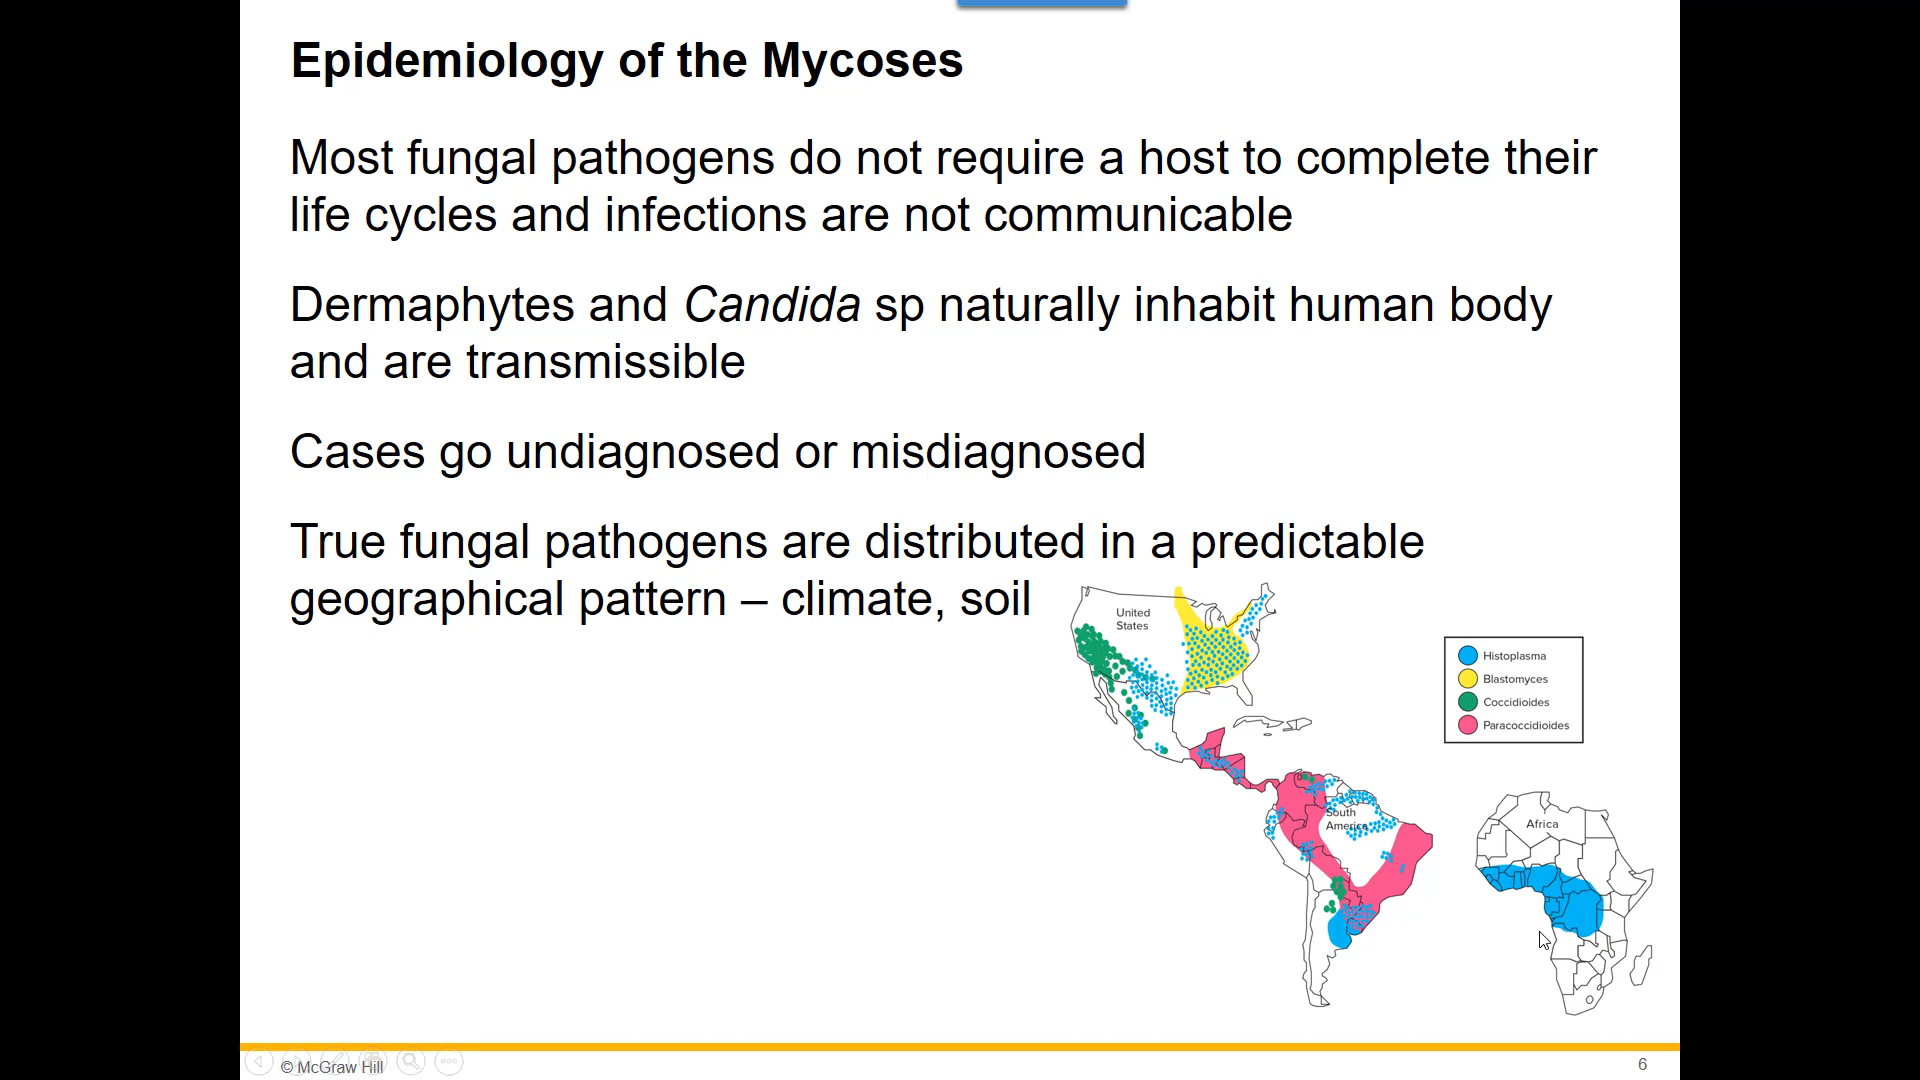 Epidemiology of the Mycoses
Most fungal pathogens do not require a host to complete their
life cycles and infections are not communicable
Dermaphytes and Candida sp naturally inhabit human body
and are transmissible
Cases go undiagnosed or misdiagnosed
True fungal pathogens are distributed in a predictable
geographical pattern – climate, soil
United
States
Histoplasma
Blastomyces
Coccidioides
Paracoccidioides
South
America
Africa
© McGraw Hill
6